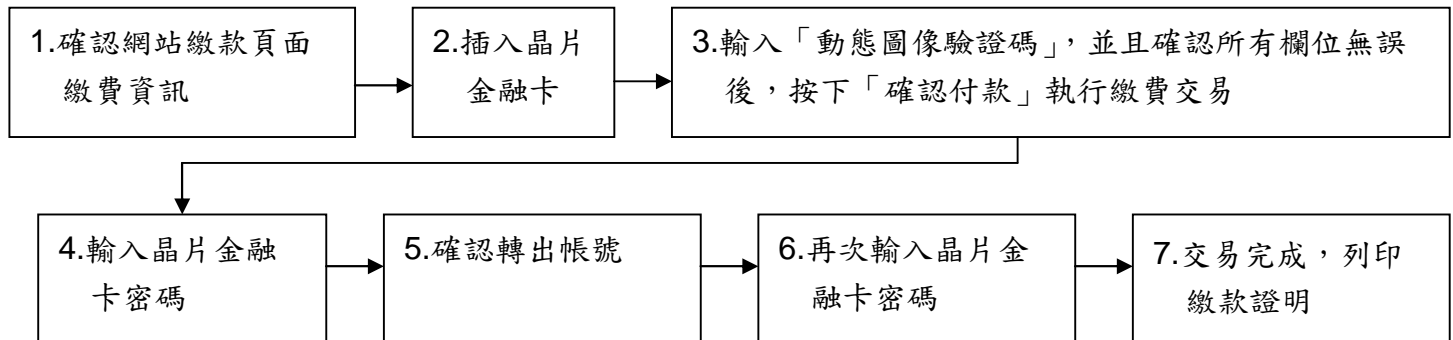 1.確認網站繳款頁面
繳費資訊
2.插入晶片
金融卡
3.輸入「動態圖像驗證碼」，並且確認所有欄位無誤
後，按下「確認付款」執行繳費交易
4.輸入晶片金融
卡密碼
5.確認轉出帳號
6.再次輸入晶片金
融卡密碼
7.交易完成，列印
繳款證明